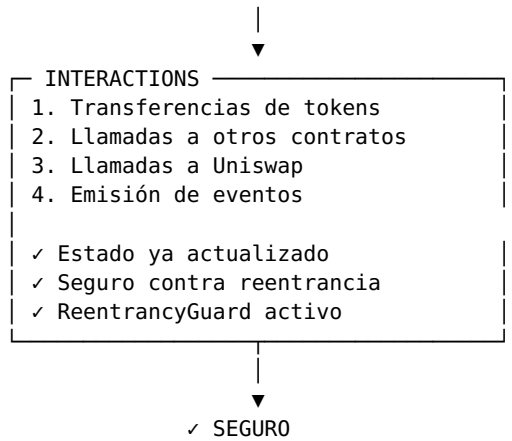 INTERACTIONS
1. Transferencias de tokens
2. Llamadas a otros contratos
3. Llamadas a Uniswap
4. Emisión de eventos
✓ Estado ya actualizado
✓ Seguro contra reentrancia
✓ ReentrancyGuard activo
✓ SEGURO